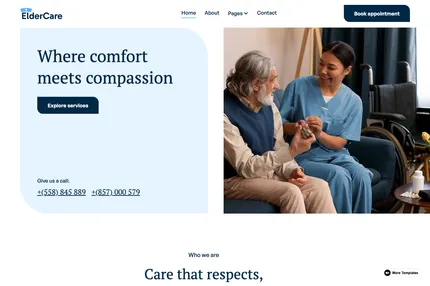 ElderCare
Home About Pages Contact
Book appointment
Where comfort
meets compassion
Explore services
Give us a call:
+(558) 845 889 +(857) 000 579
Who we are
Care that respects,
More Templates